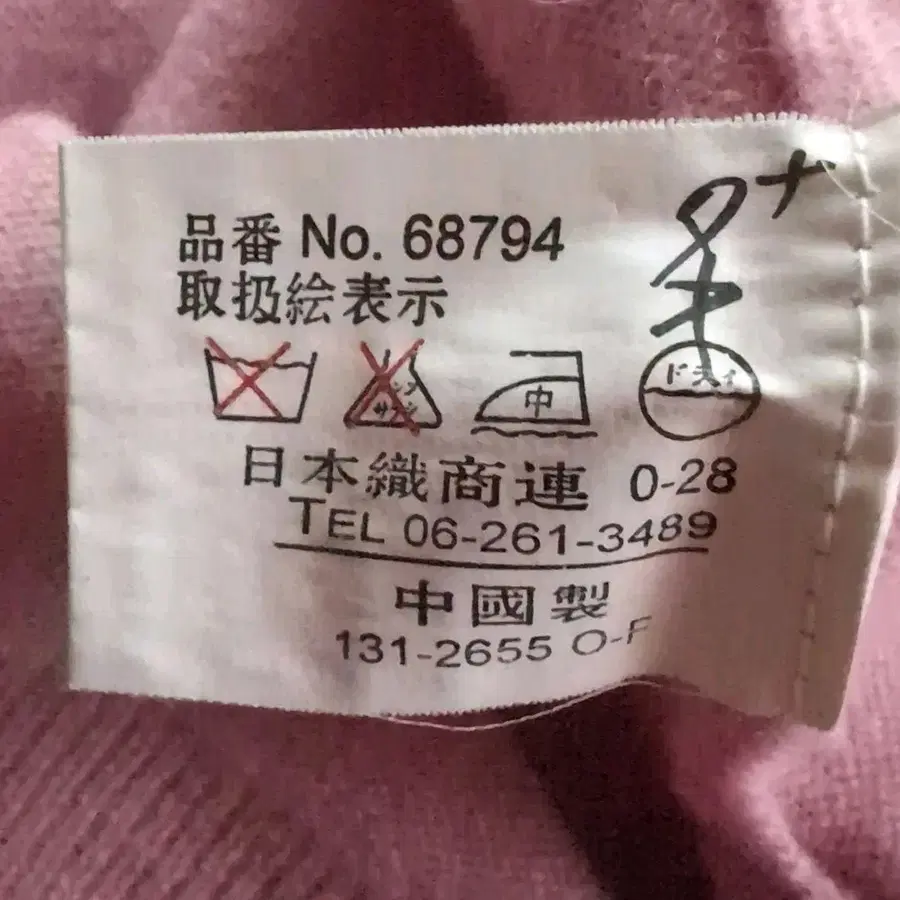 品番 No. 68794
取扱絵表示
中 ドライ
日本織商連 O-28
TEL 06-261-3489
中國製
131-2655 O-F